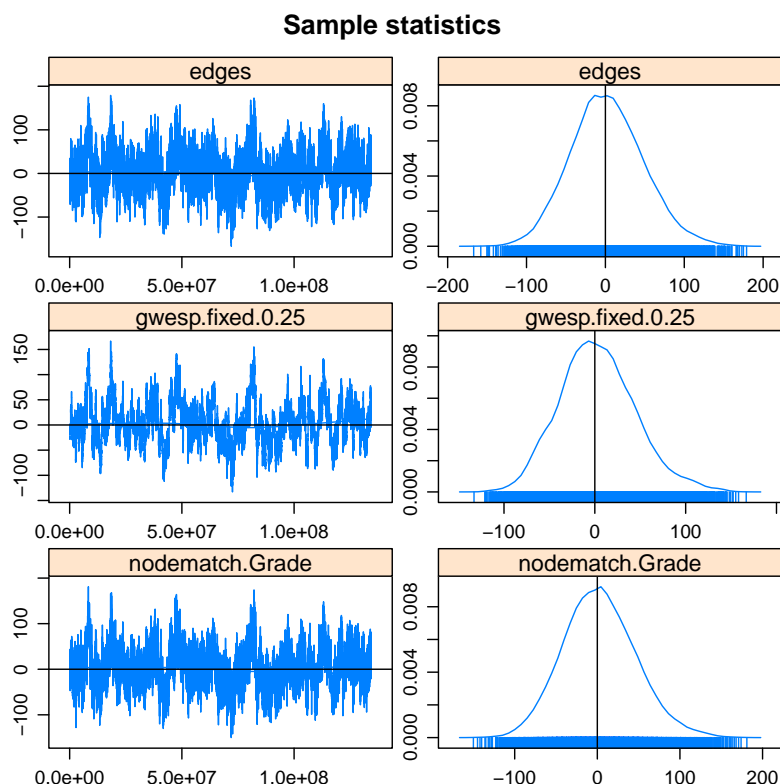 Sample statistics
edges
edges
−100 0 100
0.000 0.004 0.008
0.0e+00 5.0e+07 1.0e+08
−200 −100 0 100 200
gwesp.fixed.0.25
gwesp.fixed.0.25
−100 0 50 150
0.000 0.004 0.008
0.0e+00 5.0e+07 1.0e+08
−100 0 100
nodematch.Grade
nodematch.Grade
−100 0 100
0.000 0.004 0.008
0.0e+00 5.0e+07 1.0e+08
−100 0 100 200